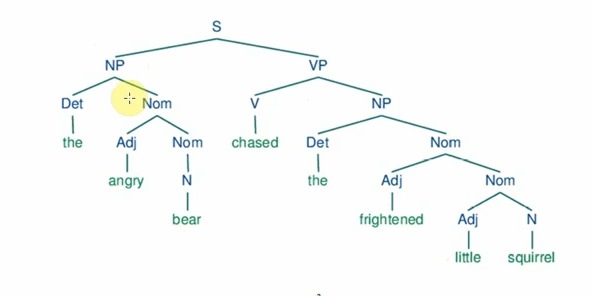 S
NP VP
Det Nom V NP
the Adj Nom chased Det Nom
angry N the Adj Nom
bear frightened Adj N
little squirrel